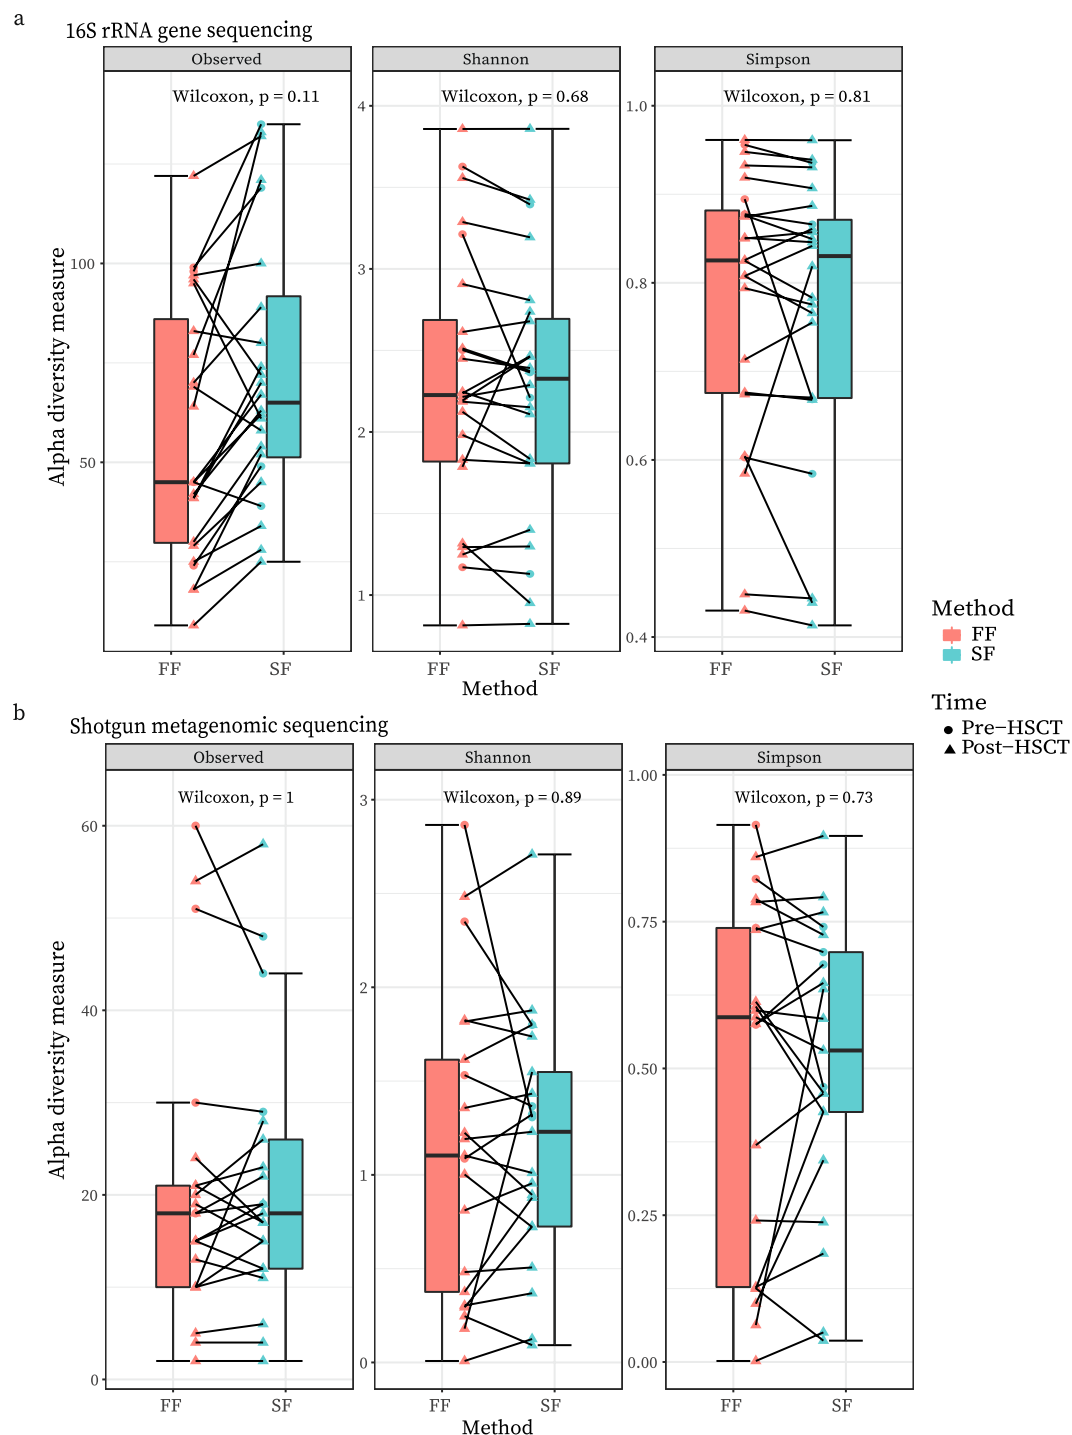 a
16S rRNA gene sequencing
Observed
Shannon
Simpson
Wilcoxon, p = 0.11
Wilcoxon, p = 0.68
Wilcoxon, p = 0.81
Alpha diversity measure
100
50
4
3
2
1
1.0
0.8
0.6
0.4
FF
SF
FF
SF
FF
SF
Method
Method
FF
SF
Time
Pre−HSCT
Post−HSCT
b
Shotgun metagenomic sequencing
Observed
Shannon
Simpson
Wilcoxon, p = 1
Wilcoxon, p = 0.89
Wilcoxon, p = 0.73
Alpha diversity measure
60
40
20
0
3
2
1
0
1.00
0.75
0.50
0.25
0.00
FF
SF
FF
SF
FF
SF
Method